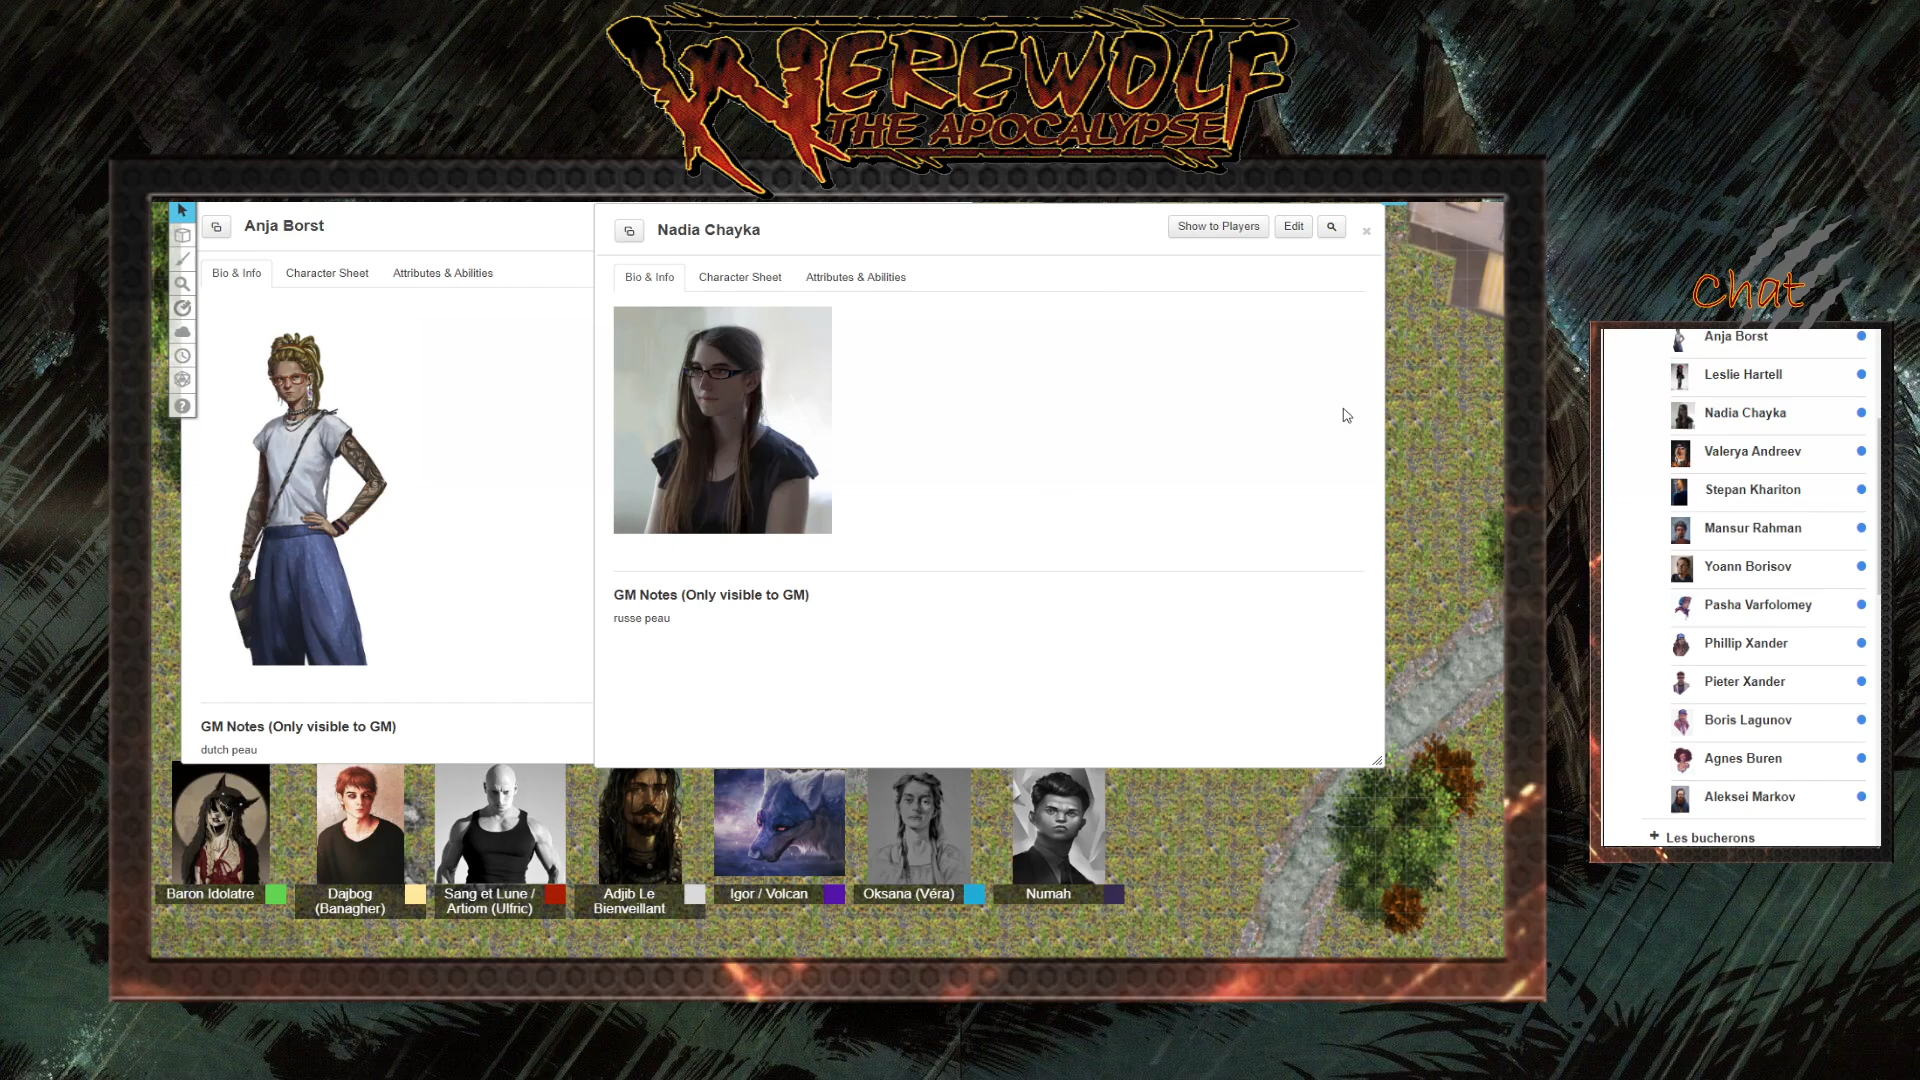 WEREWOLF
THE APOCALYPSE
Anja Borst
Bio & Info
Character Sheet
Attributes & Abilities
GM Notes (Only visible to GM)
dutch peau
Nadia Chayka
Show to Players
Edit
Bio & Info
Character Sheet
Attributes & Abilities
GM Notes (Only visible to GM)
russe peau
Chat
Anja Borst
Leslie Hartell
Nadia Chayka
Valerya Andreev
Stepan Khariton
Mansur Rahman
Yoann Borisov
Pasha Varfolomey
Phillip Xander
Pieter Xander
Boris Lagunov
Agnes Buren
Aleksei Markov
Les bucherons
Baron Idolatre
Dajbog
(Banagher)
Sang et Lune /
Artiom (Ulfric)
Adjib Le
Bienveillant
Igor / Volcan
Oksana (Véra)
Numah